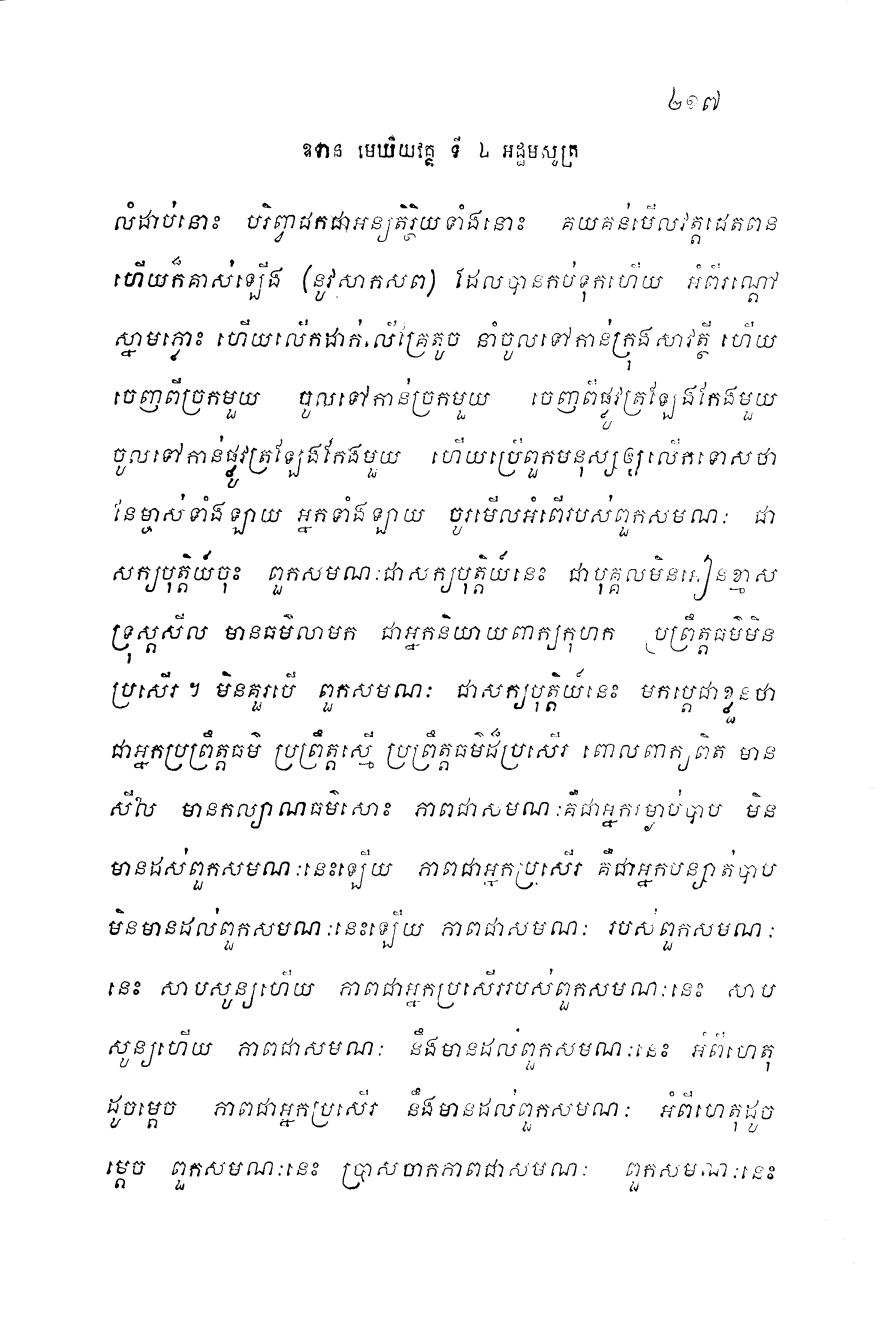 ២១៧
ឧទាន មេឃិយវគ្គ ទី ៤ អដ្ឋមសូត្រ
លំដាប់នោះ បរិព្វាជកជាអន្យតិរ្ថិយទាំងនោះ គយគន់មើលវត្តជេតពន
ហើយក៏គាស់ឡើង (នូវសាកសព) ដែលបានកប់ទុកហើយ អំពីរណ្តៅ
ស្នាមភ្លោះ ហើយលើកដាក់លើគ្រែតូច នាំចូលទៅកាន់ក្រុងសាវត្ថី ហើយ
ចេញពីច្រកមួយ ចូលទៅកាន់ច្រកមួយ ចេញពីផ្លូវត្រឡែងកែងមួយ
ចូលទៅកាន់ផ្លូវត្រឡែងកែងមួយ ហើយប្រើពួកមនុស្សឲ្យលើកទោសថា
នែម្ចាស់ទាំងឡាយ អ្នកទាំងឡាយ ចូរមើលអំពើរបស់ពួកសមណៈ ជា
សក្យបុត្តិយ៍ចុះ ពួកសមណៈជាសក្យបុត្តិយ៍នេះ ជាបុគ្គលមិនអៀនខ្មាស
ទ្រុស្តសីល មានធម៌លាមក ជាអ្នកនិយាយពាក្យកុហក ប្រព្រឹត្តធម៌មិន
ប្រសើរ ។ មិនគួរបើ ពួកសមណៈ ជាសក្យបុត្តិយ៍នេះ មកប្តេជាខ្លួនថា
ជាអ្នកប្រព្រឹត្តធម៌ ប្រព្រឹត្តស្មើ ប្រព្រឹត្តធម៌ដ៏ប្រសើរ ពោលពាក្យពិត មាន
សីល មានកល្យាណធម៌សោះ ភាពជាសមណៈគឺជាអ្នករម្ងាប់បាប មិន
មានដល់ពួកសមណៈនេះឡើយ ភាពជាអ្នកប្រសើរ គឺជាអ្នកបន្សាត់បាប
មិនមានដល់ពួកសមណៈនេះឡើយ ភាពជាសមណៈ របស់ពួកសមណៈ
នេះ សាបសូន្យហើយ ភាពជាអ្នកប្រសើររបស់ពួកសមណៈនេះ សាប
សូន្យហើយ ភាពជាសមណៈ នឹងមានដល់ពួកសមណៈនេះ អំពីហេតុ
ដូចម្តេច ភាពជាអ្នកប្រសើរ នឹងមានដល់ពួកសមណៈ អំពីហេតុដូច
ម្តេច ពួកសមណៈនេះ ប្រាសចាកភាពជាសមណៈ ពួកសមណៈនេះ